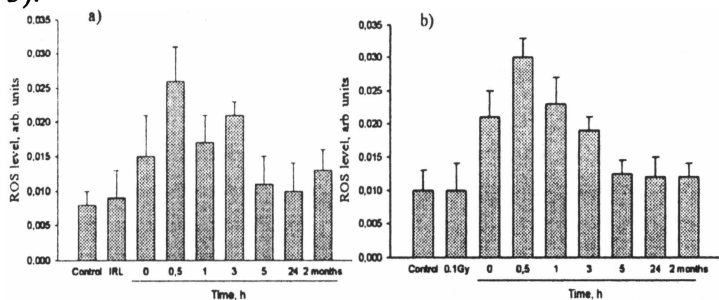 a)
ROS level, arb. units
0.035
0.030
0.025
0.020
0.015
0.010
0.005
0.000
Control IRL 0 0,5 1 3 5 24 2 months
Time, h
b)
ROS level, arb. units
0,035
0,030
0,025
0,020
0,015
0,010
0,005
0,000
Control 0.1Gy 0 0,5 1 3 5 24 2 months
Time, h